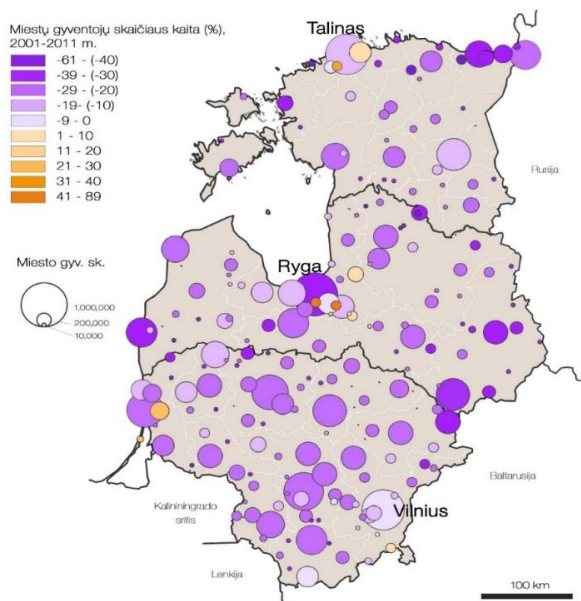 Miestų gyventojų skaičiaus kaita (%),
2001-2011 m.
-61 - (-40)
-39 - (-30)
-29 - (-20)
-19- (-10)
-9 - 0
1 - 10
11 - 20
21 - 30
31 - 40
41 - 89
Talinas
Rusija
Miesto gyv. sk.
1,000,000
200,000
10,000
Ryga
Baltarusija
Kaliningrado
sritis
Vilnius
Lenkija
100 km